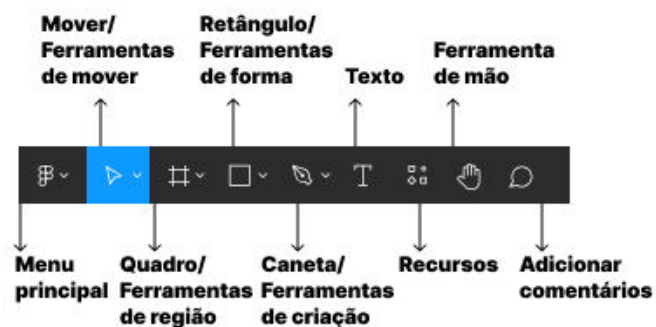 Mover/
Ferramentas
de mover
Retângulo/
Ferramentas
de forma
Texto
Ferramenta
de mão
T
Menu
principal
Quadro/
Ferramentas
de região
Caneta/
Ferramentas
de criação
Recursos
Adicionar
comentários